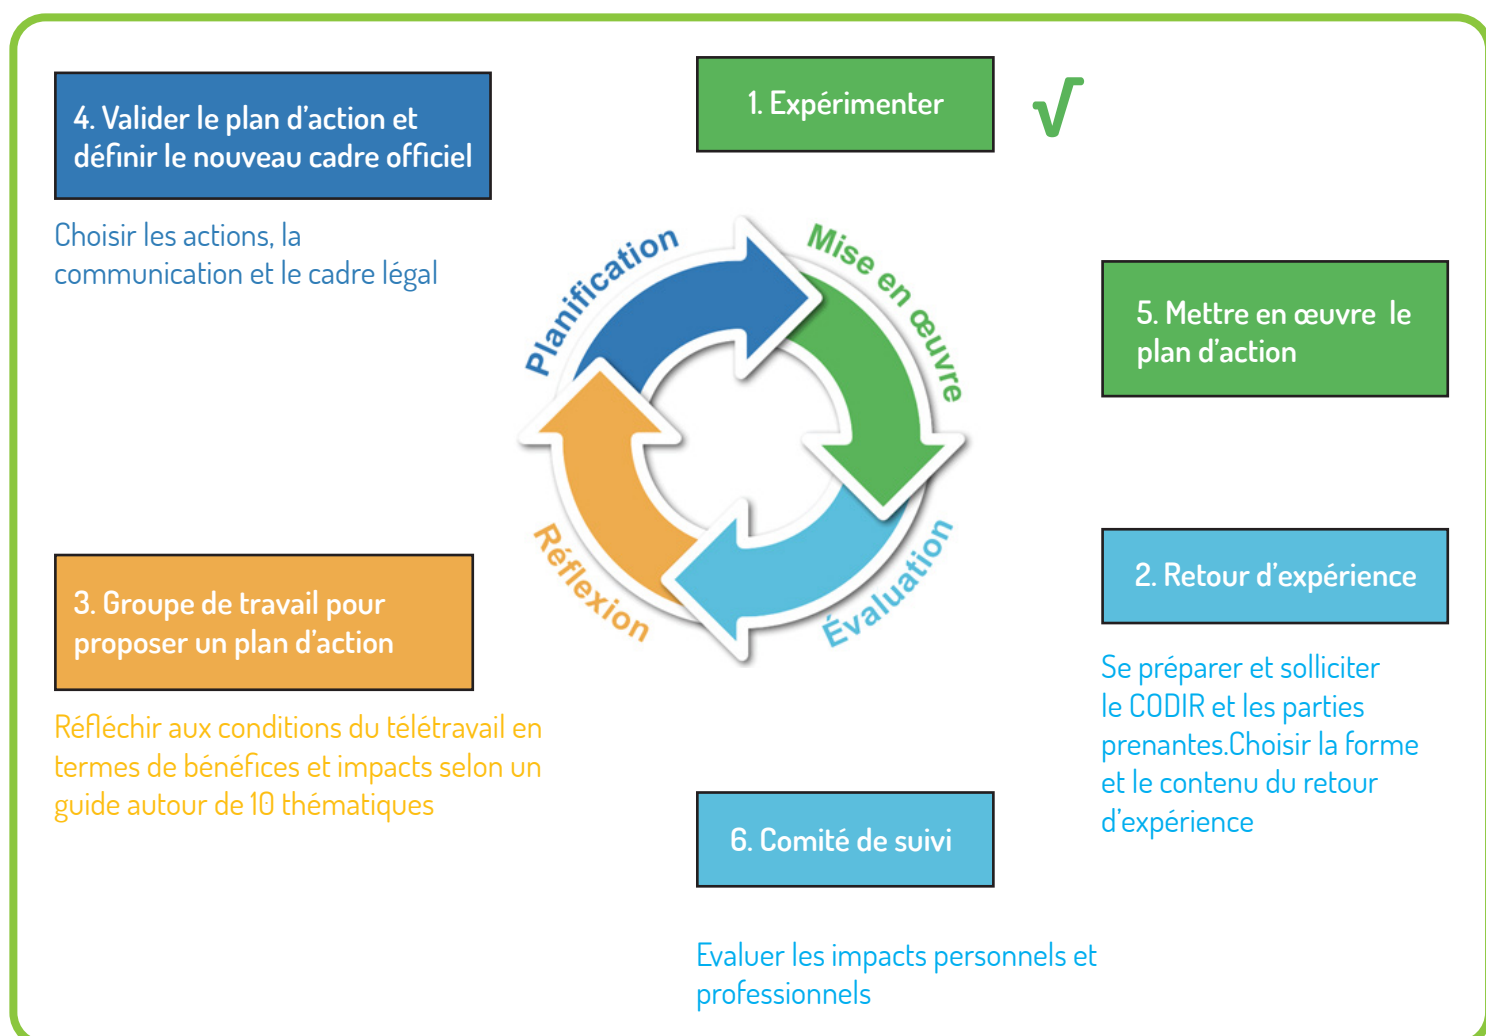 4. Valider le plan d’action et
définir le nouveau cadre officiel
Choisir les actions, la
communication et le cadre légal
1. Expérimenter
√
Planification
Mise en œuvre
5. Mettre en œuvre le
plan d’action
Réflexion
Évaluation
3. Groupe de travail pour
proposer un plan d’action
Réfléchir aux conditions du télétravail en
termes de bénéfices et impacts selon un
guide autour de 10 thématiques
2. Retour d’expérience
Se préparer et solliciter
le CODIR et les parties
prenantes.Choisir la forme
et le contenu du retour
d’expérience
6. Comité de suivi
Evaluer les impacts personnels et
professionnels